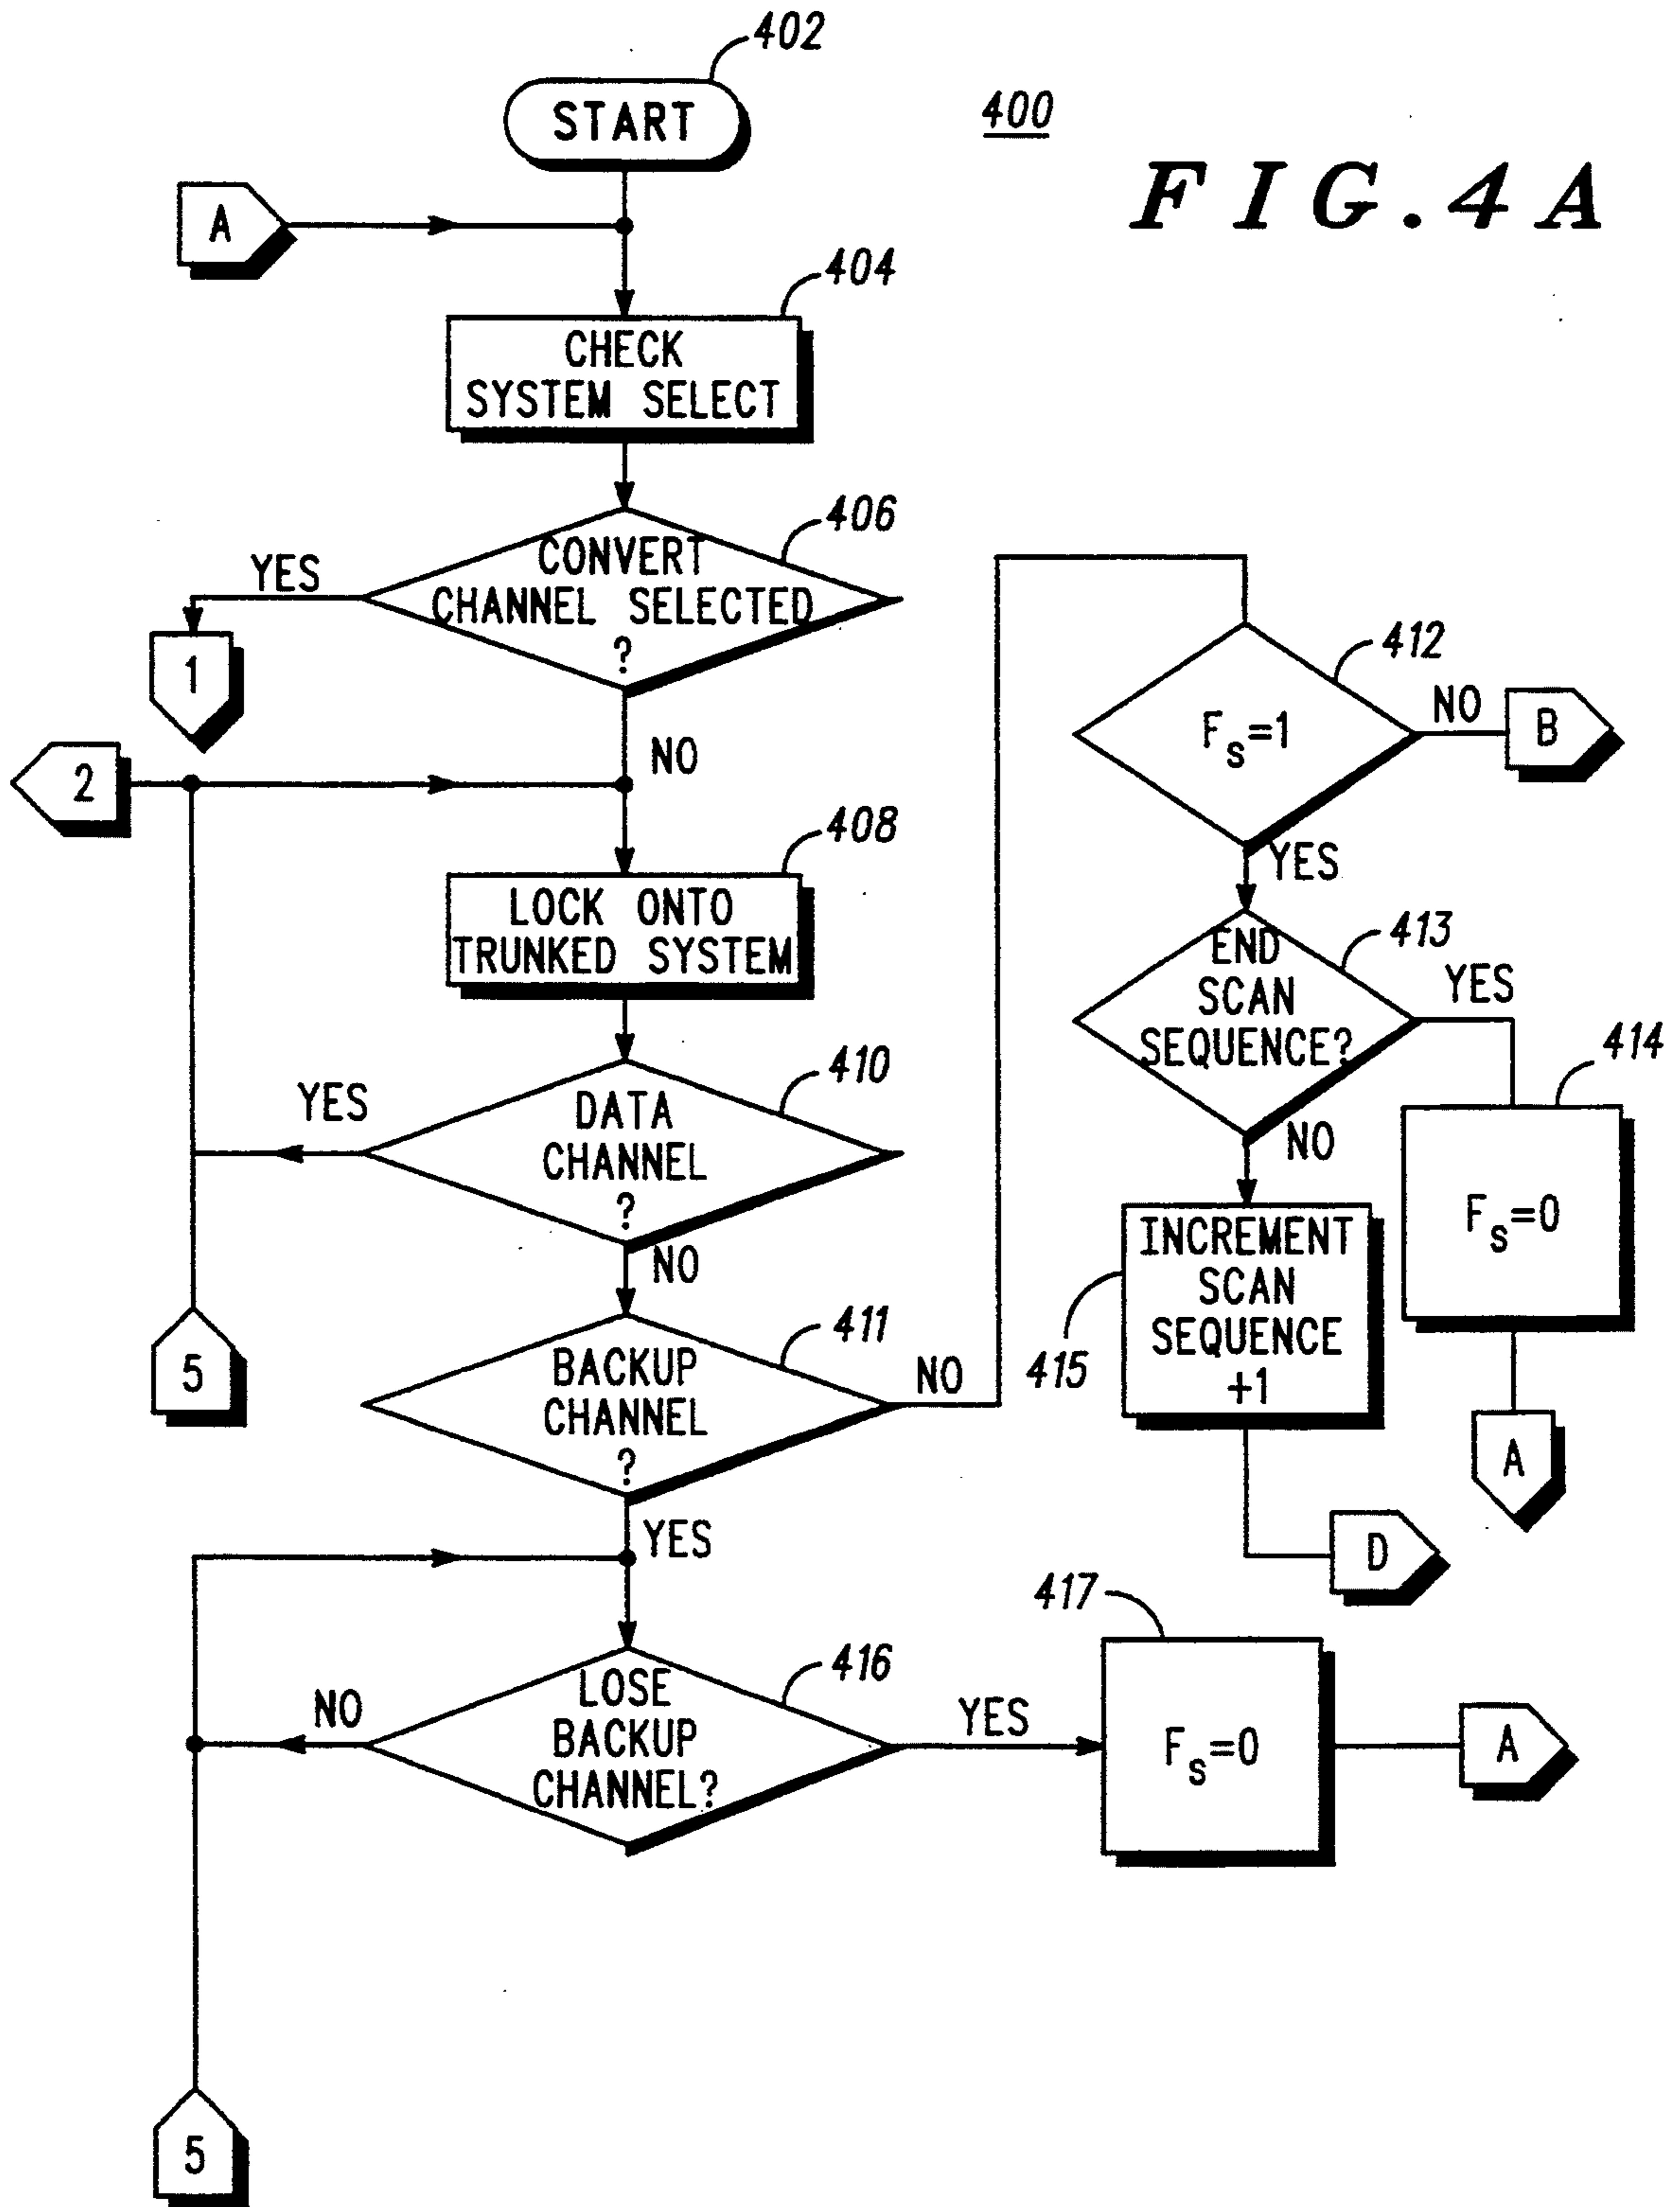 402
START
400
FIG. 4A
A
404
CHECK
SYSTEM SELECT
406
CONVERT
CHANNEL SELECTED
?
YES
1
NO
2
408
LOCK ONTO
TRUNKED SYSTEM
410
DATA
CHANNEL
?
YES
NO
5
411
BACKUP
CHANNEL
?
NO
YES
412
Fs=1
NO
B
YES
413
END
SCAN
SEQUENCE?
YES
414
Fs=0
A
NO
415
INCREMENT
SCAN
SEQUENCE
+1
D
416
LOSE
BACKUP
CHANNEL?
NO
YES
417
Fs=0
A
5